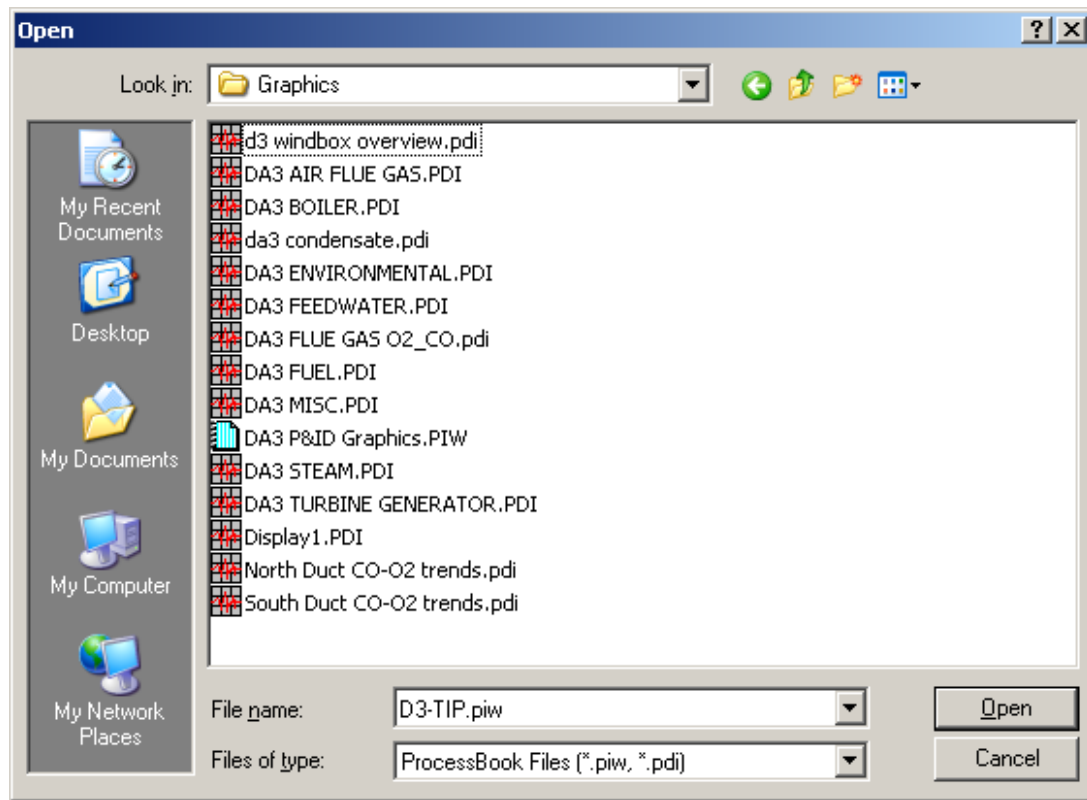 Open
Look in: Graphics
My Recent
Documents
Desktop
My Documents
My Computer
My Network
Places
d3 windbox overview.pdi
DA3 AIR FLUE GAS.PDI
DA3 BOILER.PDI
da3 condensate.pdi
DA3 ENVIRONMENTAL.PDI
DA3 FEEDWATER.PDI
DA3 FLUE GAS O2_CO.pdi
DA3 FUEL.PDI
DA3 MISC.PDI
DA3 P&ID Graphics.PIW
DA3 STEAM.PDI
DA3 TURBINE GENERATOR.PDI
Display1.PDI
North Duct CO-O2 trends.pdi
South Duct CO-O2 trends.pdi
File name: D3-TIP.piw Open
Files of type: ProcessBook Files (*.piw, *.pdi) Cancel